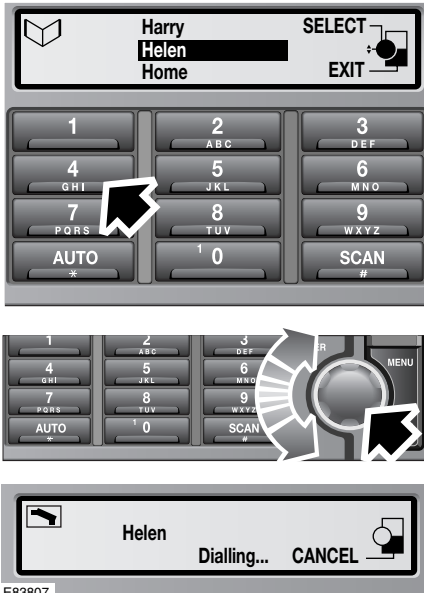 Harry SELECT
Helen
Home EXIT
1 2 3
ABC DEF
4 5 6
GHI JKL MNO
7 8 9
PQRS TUV WXYZ
AUTO 1 0 SCAN
* #
1 2 3 ER
ABC DEF
MENU
4 5 6
GHI JKL MNO
7 8 9
PQRS TUV WXYZ
AUTO 1 0 SCAN
* #
Helen
Dialling... CANCEL
E83807